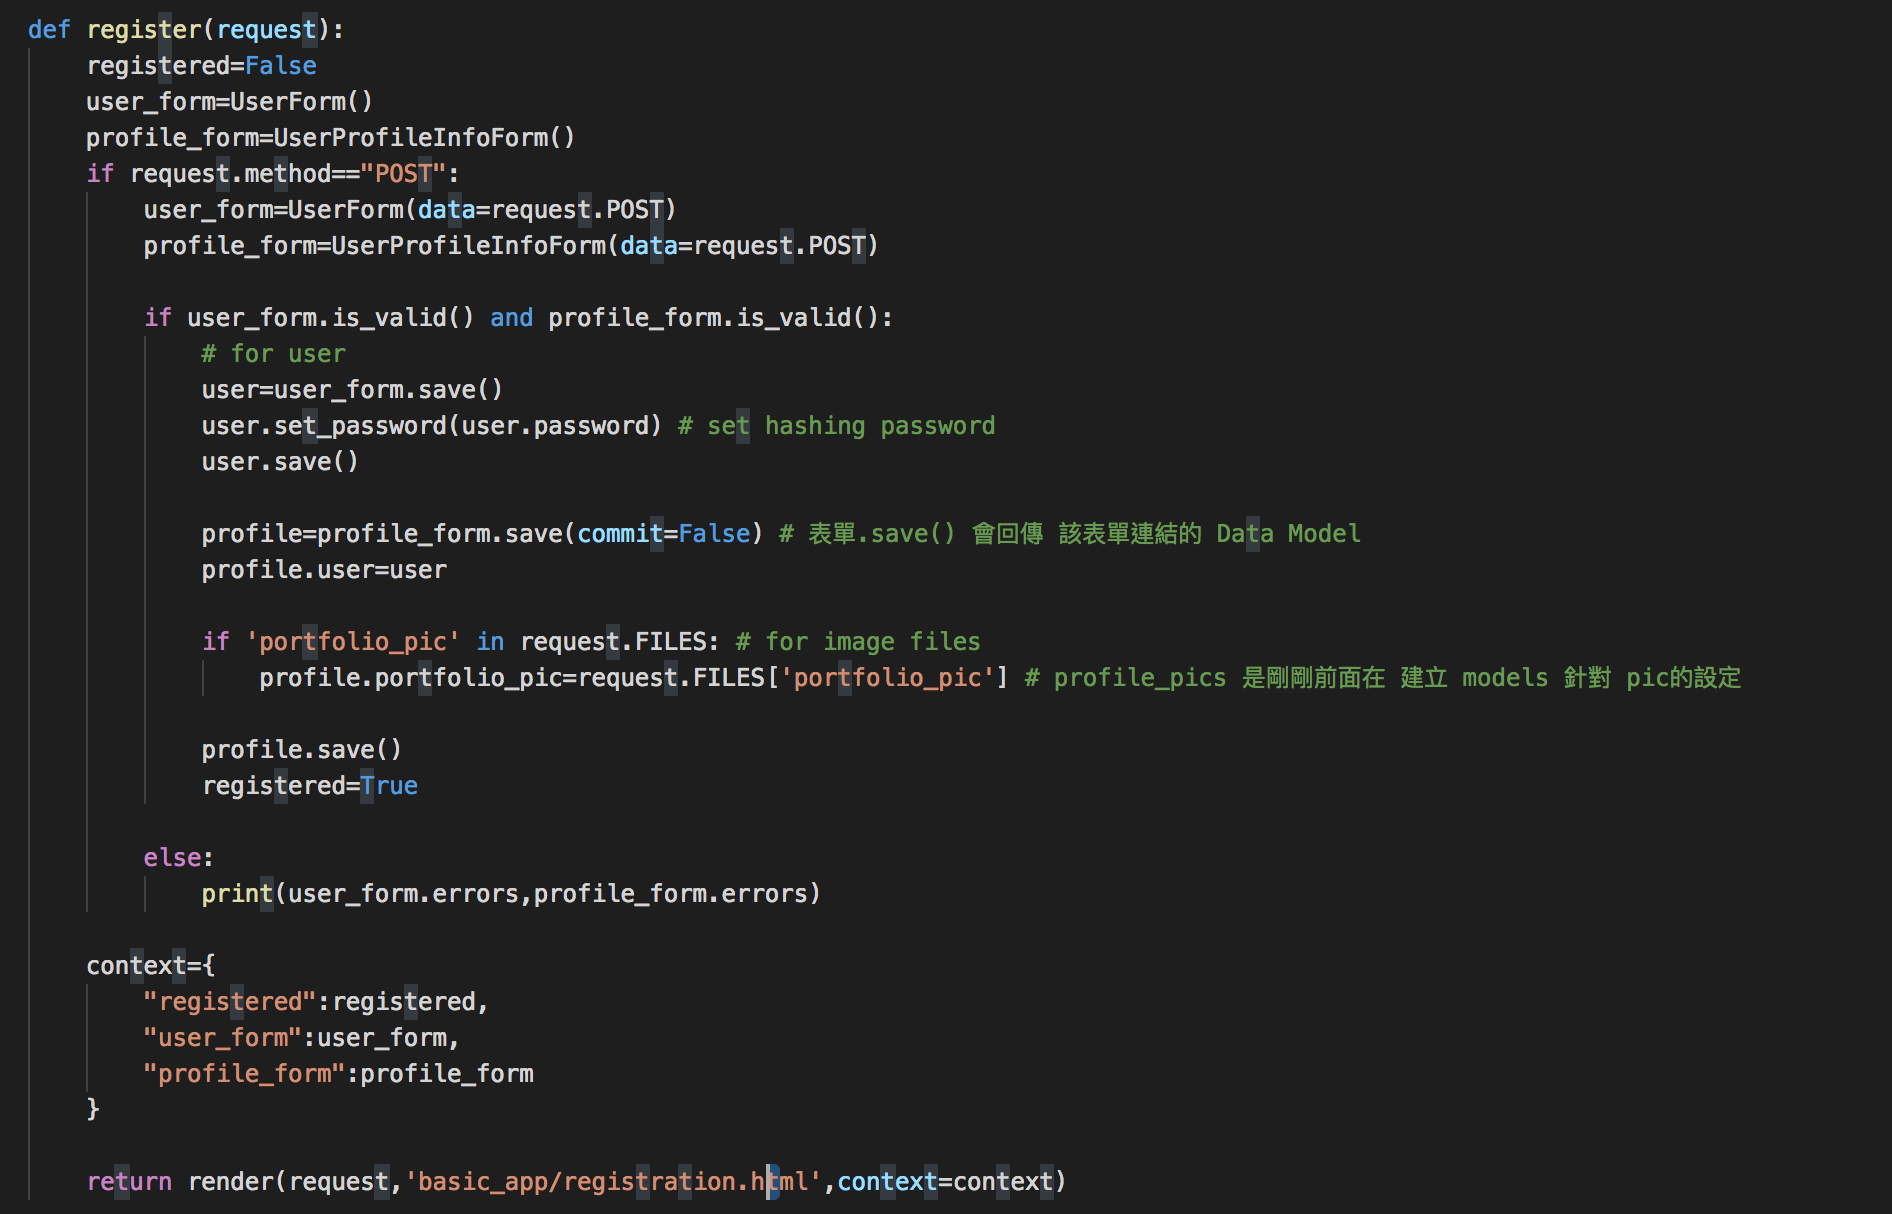 def register(request):
    registered=False
    user_form=UserForm()
    profile_form=UserProfileInfoForm()
    if request.method=="POST":
        user_form=UserForm(data=request.POST)
        profile_form=UserProfileInfoForm(data=request.POST)

        if user_form.is_valid() and profile_form.is_valid():
            # for user
            user=user_form.save()
            user.set_password(user.password) # set hashing password
            user.save()

            profile=profile_form.save(commit=False) # 表單.save() 會回傳 該表單連結的 Data Model
            profile.user=user

            if 'portfolio_pic' in request.FILES: # for image files
                profile.portfolio_pic=request.FILES['portfolio_pic'] # profile_pics 是剛剛前面在 建立 models 針對 pic的設定

            profile.save()
            registered=True

        else:
            print(user_form.errors,profile_form.errors)

    context={
        "registered":registered,
        "user_form":user_form,
        "profile_form":profile_form
    }

    return render(request,'basic_app/registration.html',context=context)